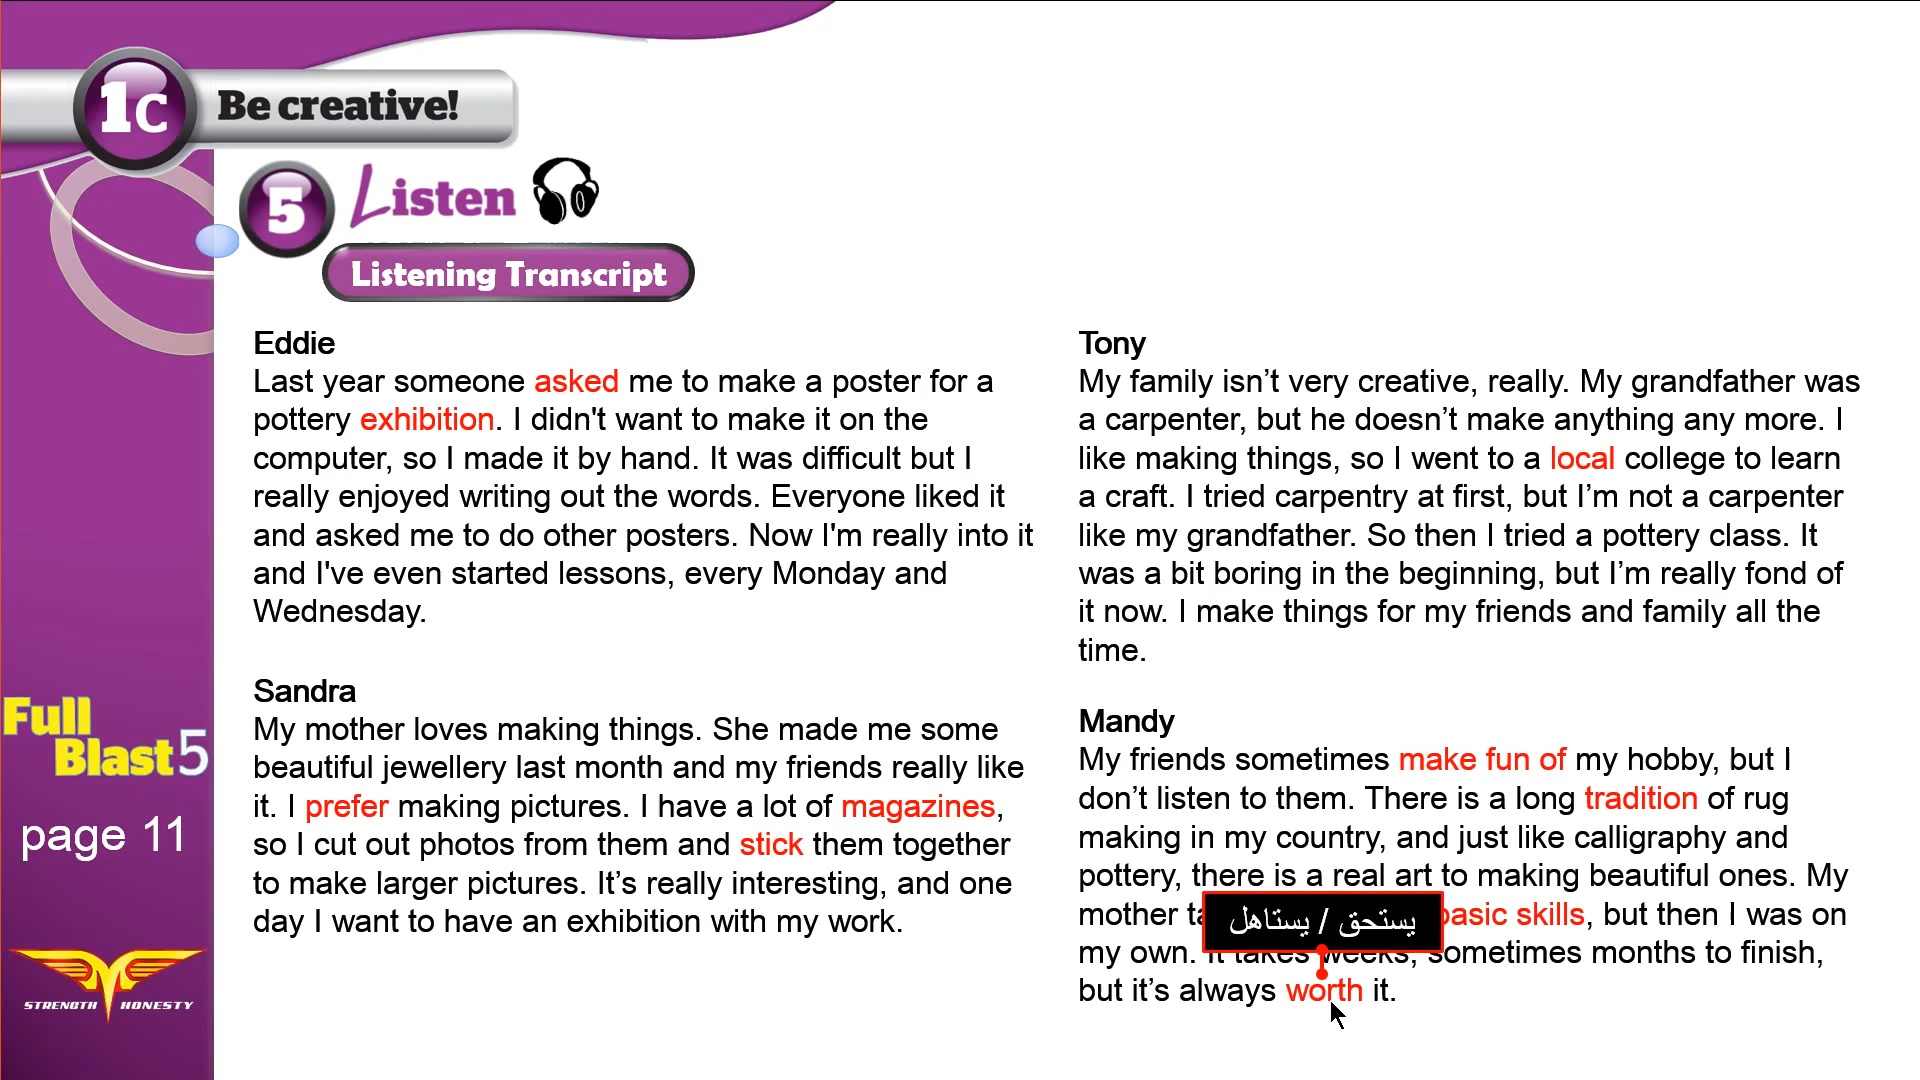 1c Be creative!
5 Listen
Listening Transcript
Eddie
Last year someone asked me to make a poster for a
pottery exhibition. I didn't want to make it on the
computer, so I made it by hand. It was difficult but I
really enjoyed writing out the words. Everyone liked it
and asked me to do other posters. Now I'm really into it
and I've even started lessons, every Monday and
Wednesday.
Sandra
My mother loves making things. She made me some
beautiful jewellery last month and my friends really like
it. I prefer making pictures. I have a lot of magazines,
so I cut out photos from them and stick them together
to make larger pictures. It’s really interesting, and one
day I want to have an exhibition with my work.
Tony
My family isn’t very creative, really. My grandfather was
a carpenter, but he doesn’t make anything any more. I
like making things, so I went to a local college to learn
a craft. I tried carpentry at first, but I’m not a carpenter
like my grandfather. So then I tried a pottery class. It
was a bit boring in the beginning, but I’m really fond of
it now. I make things for my friends and family all the
time.
Mandy
My friends sometimes make fun of my hobby, but I
don’t listen to them. There is a long tradition of rug
making in my country, and just like calligraphy and
pottery, there is a real art to making beautiful ones. My
mother basic skills, but then I was on
يستحق / يستاهل
my own. It takes weeks, sometimes months to finish,
but it’s always worth it.
Full
Blast 5
page 11
STRENGTH HONESTY